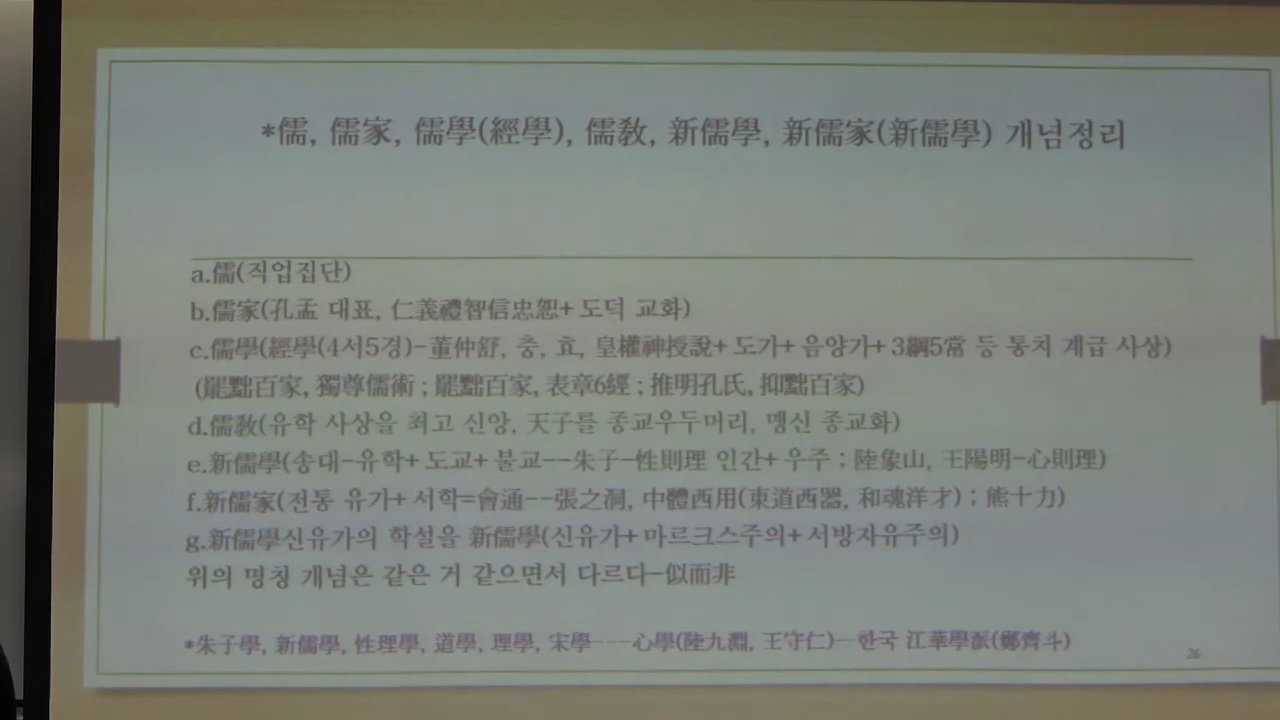 *儒, 儒家, 儒學(經學), 儒敎, 新儒學, 新儒家(新儒學) 개념정리
a.儒(직업집단)
b.儒家(孔孟 대표, 仁義禮智信忠恕+ 도덕 교화)
c.儒學(經學(4서5경)-董仲舒, 충, 효, 皇權神授說+ 도가+ 음양가+ 3綱5常 등 통치 계급 사상)
(罷黜百家, 獨尊儒術 ; 罷黜百家, 表章6經 ; 推明孔氏, 抑黜百家)
d.儒敎(유학 사상을 최고 신앙, 天子를 종교우두머리, 맹신 종교화)
e.新儒學(송대-유학+ 도교+ 불교--朱子-性則理 인간+ 우주 ; 陸象山, 王陽明-心則理)
f.新儒家(전통 유가+ 서학=會通--張之洞, 中體西用(東道西器, 和魂洋才) ; 熊十力)
g.新儒學신유가의 학설을 新儒學(신유가+ 마르크스주의+ 서방자유주의)
위의 명칭 개념은 같은 거 같으면서 다르다-似而非
*朱子學, 新儒學, 性理學, 道學, 理學, 宋學---心學(陸九淵, 王守仁)—한국 江華學派(鄭齊斗)
26